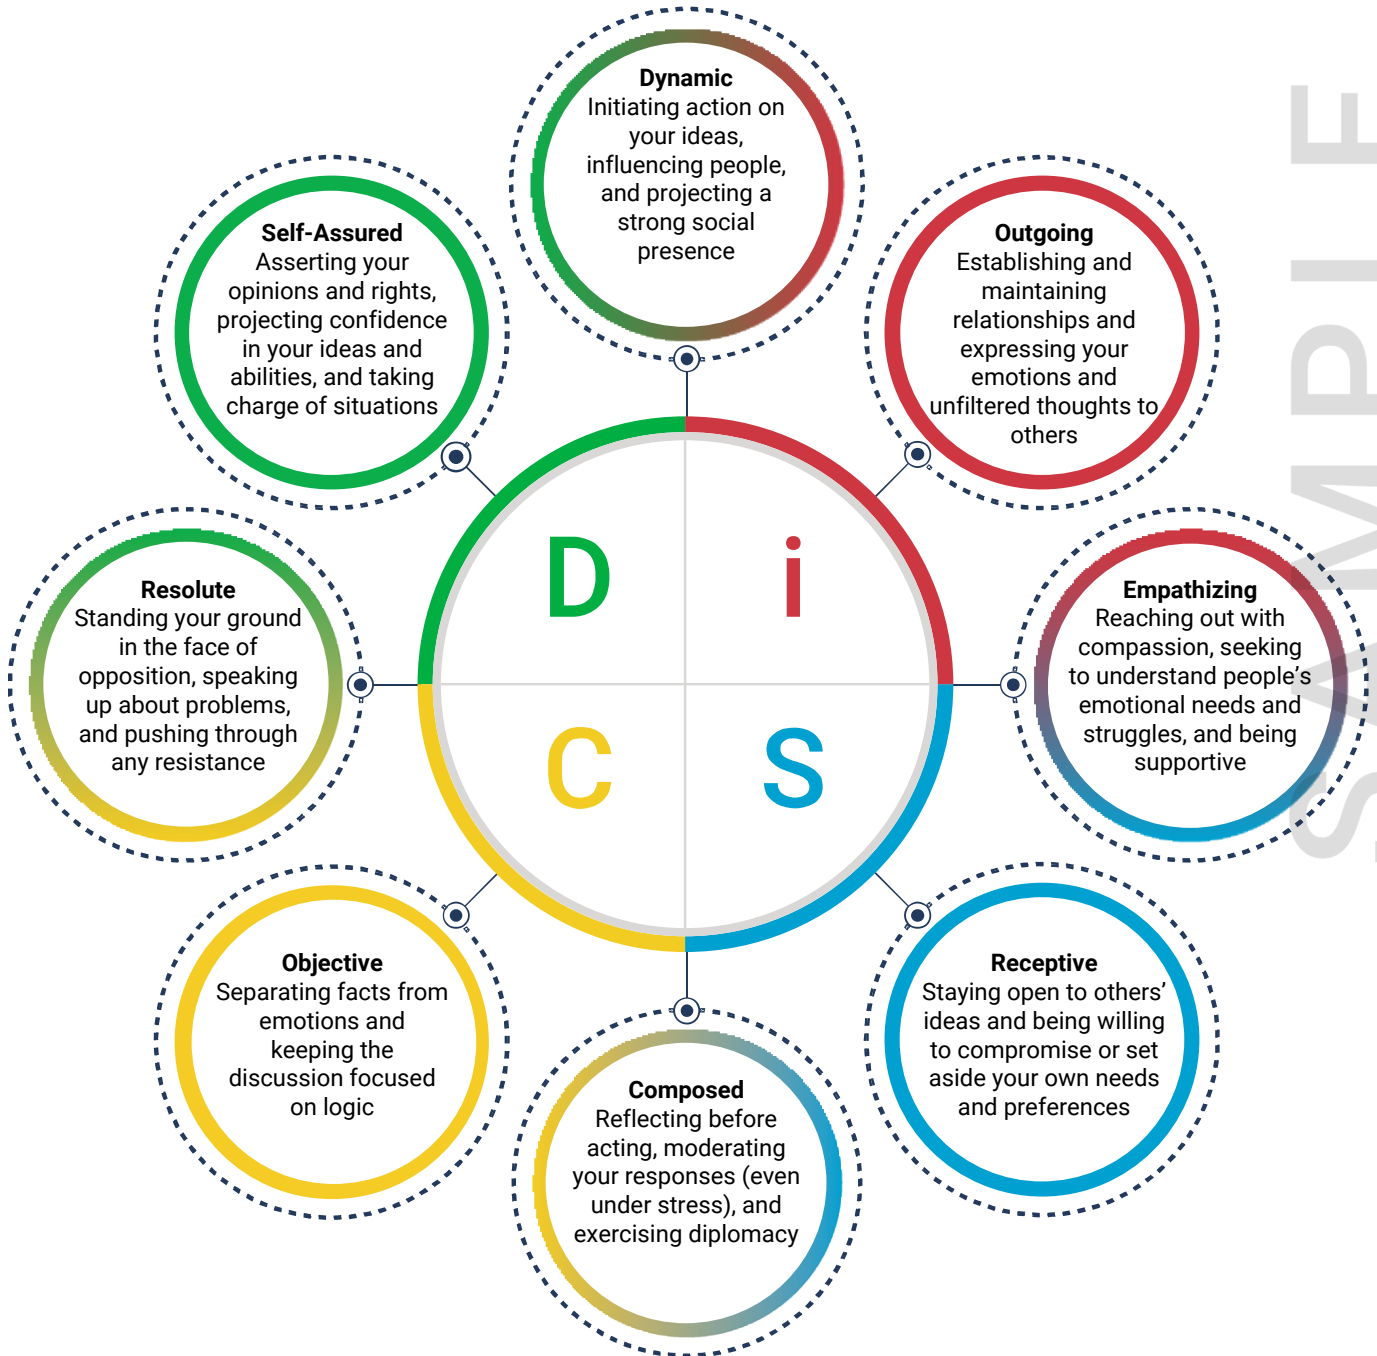 Dynamic
Initiating action on
your ideas,
influencing people,
and projecting a
strong social
presence
Self-Assured
Asserting your
opinions and rights,
projecting confidence
in your ideas and
abilities, and taking
charge of situations
Outgoing
Establishing and
maintaining
relationships and
expressing your
emotions and
unfiltered thoughts to
others
D
i
Resolute
Standing your ground
in the face of
opposition, speaking
up about problems,
and pushing through
any resistance
Empathizing
Reaching out with
compassion, seeking
to understand people’s
emotional needs and
struggles, and being
supportive
C
S
Objective
Separating facts from
emotions and
keeping the
discussion focused
on logic
Receptive
Staying open to others’
ideas and being willing
to compromise or set
aside your own needs
and preferences
Composed
Reflecting before
acting, moderating
your responses (even
under stress), and
exercising diplomacy
SAMPLE